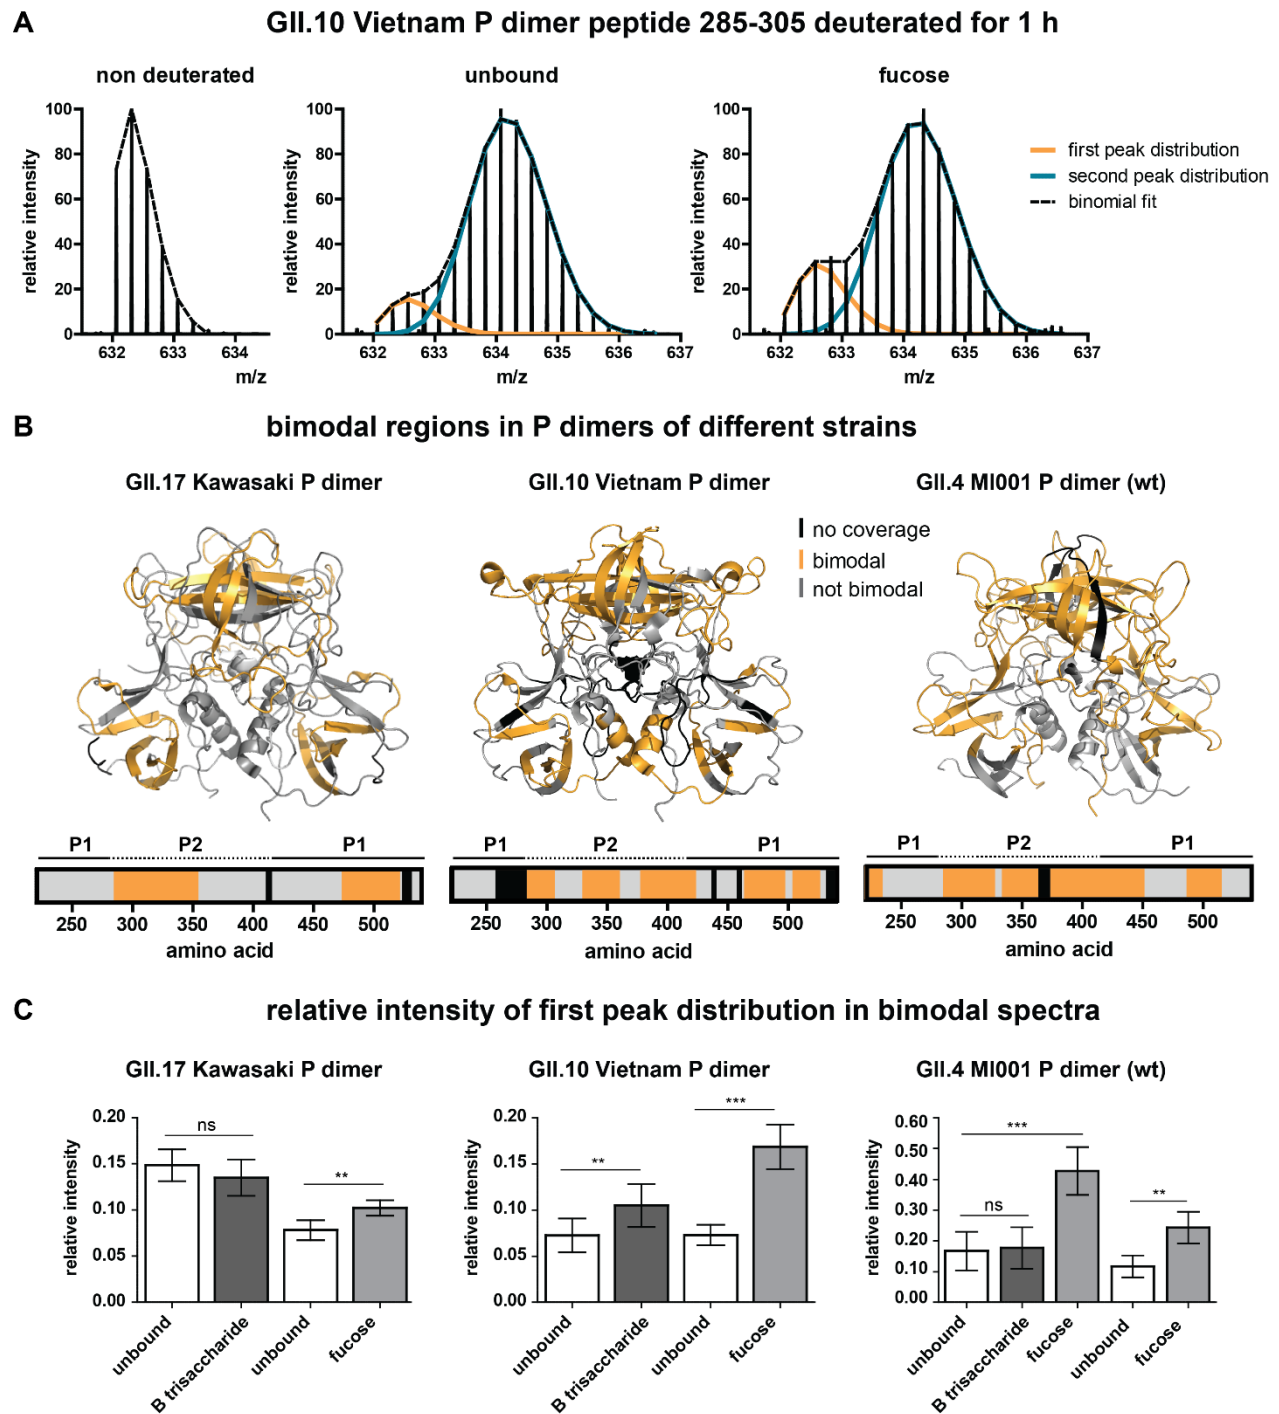 A GII.10 Vietnam P dimer peptide 285-305 deuterated for 1 h
non deuterated unbound fucose
100 100 100
80 80 80
60 60 60
40 40 40
20 20 20
0 0 0
relative intensity relative intensity relative intensity
632 633 634 632 633 634 635 636 637 632 633 634 635 636 637
m/z m/z m/z
first peak distribution
second peak distribution
binomial fit
B bimodal regions in P dimers of different strains
GII.17 Kawasaki P dimer GII.10 Vietnam P dimer GII.4 MI001 P dimer (wt)
no coverage
bimodal
not bimodal
P1 P2 P1 P1 P2 P1 P1 P2 P1
250 300 350 400 450 500 250 300 350 400 450 500 250 300 350 400 450 500
amino acid amino acid amino acid
C relative intensity of first peak distribution in bimodal spectra
GII.17 Kawasaki P dimer GII.10 Vietnam P dimer GII.4 MI001 P dimer (wt)
relative intensity relative intensity relative intensity
0.20 0.20 0.60
0.15 0.15 0.50
0.10 0.10 0.40
0.05 0.05 0.30
0.00 0.00 0.20
0.10
0.00
ns ** ** *** *** ns **
unbound B trisaccharide unbound fucose
unbound B trisaccharide unbound fucose
unbound B trisaccharide fucose unbound fucose